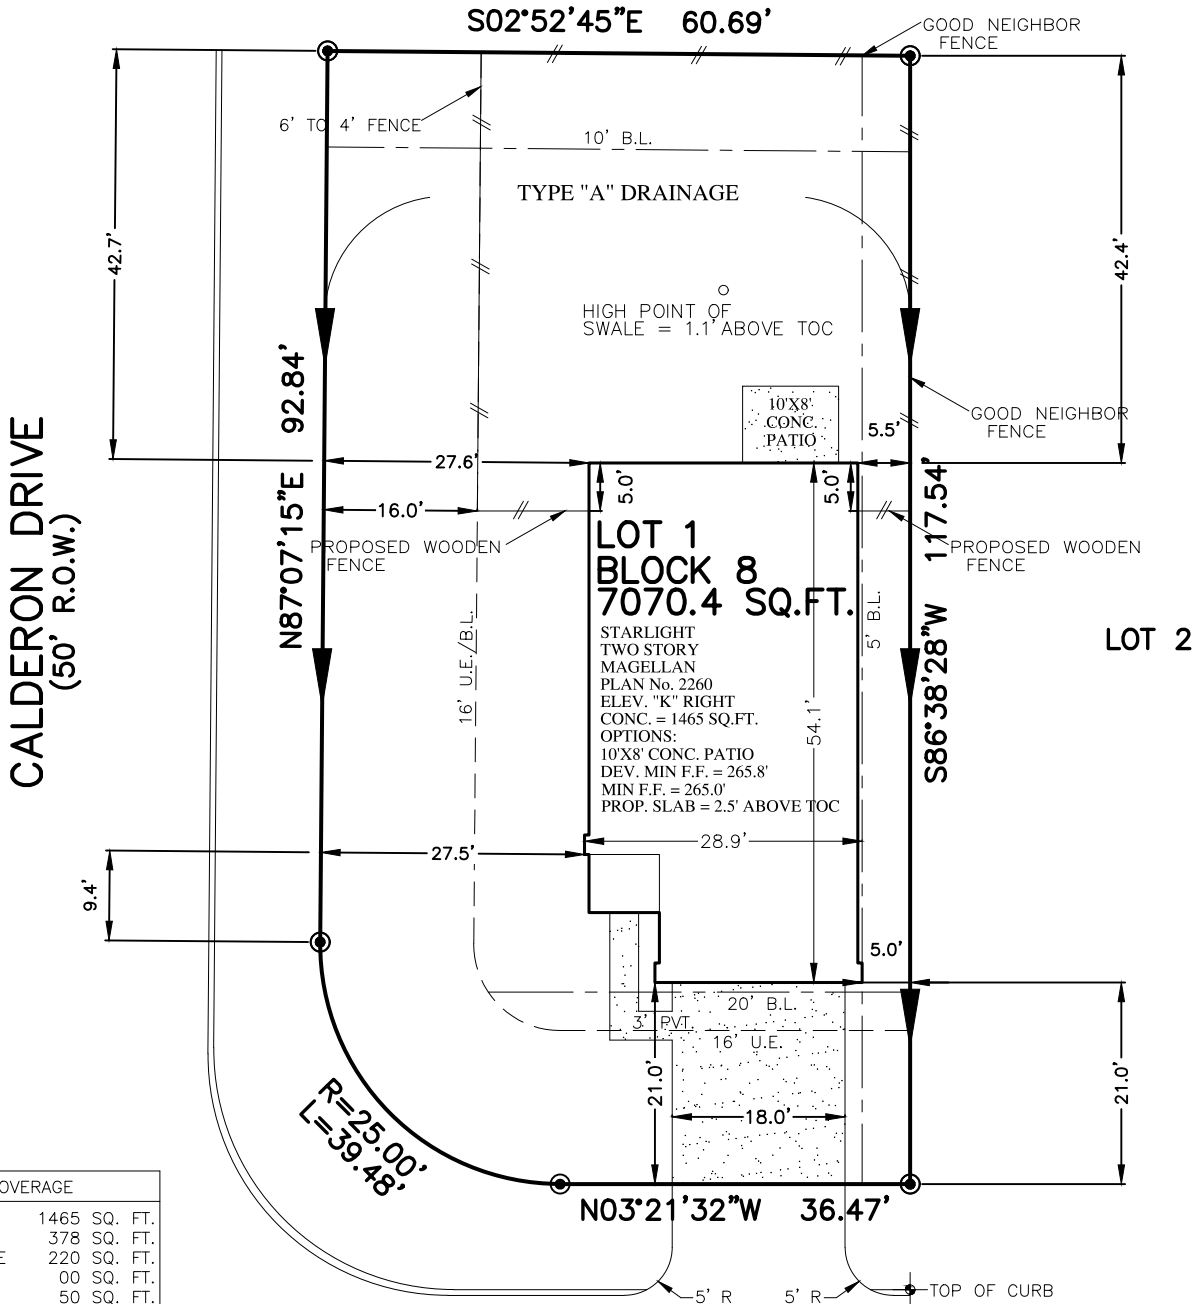 S02°52'45"E 60.69'
GOOD NEIGHBOR
FENCE
6' TO 4' FENCE
10' B.L.
TYPE "A" DRAINAGE
42.7'
42.4'
HIGH POINT OF
SWALE = 1.1' ABOVE TOC
N87°07'15"E 92.84'
10'X8'
CONC.
PATIO
GOOD NEIGHBOR
FENCE
5.5'
27.6'
5.0'
5.0'
16.0'
CALDERON DRIVE
(50' R.O.W.)
PROPOSED WOODEN
FENCE
PROPOSED WOODEN
FENCE
S86°38'28"W 117.54'
LOT 1
BLOCK 8
7070.4 SQ.FT.
STARLIGHT
TWO STORY
MAGELLAN
PLAN No. 2260
ELEV. "K" RIGHT
CONC. = 1465 SQ.FT.
OPTIONS:
10'X8' CONC. PATIO
DEV. MIN F.F. = 265.8'
MIN F.F. = 265.0'
PROP. SLAB = 2.5' ABOVE TOC
5' B.L.
LOT 2
16' U.E./B.L.
54.1'
28.9'
27.5'
9.4'
5.0'
20' B.L.
3' PVT.
16' U.E.
21.0'
21.0'
18.0'
R=25.00'
L=39.48'
N03°21'32"W 36.47'
OVERAGE
1465 SQ. FT.
378 SQ. FT.
E 220 SQ. FT.
00 SQ. FT.
50 SQ. FT.
5' R
5' R
TOP OF CURB